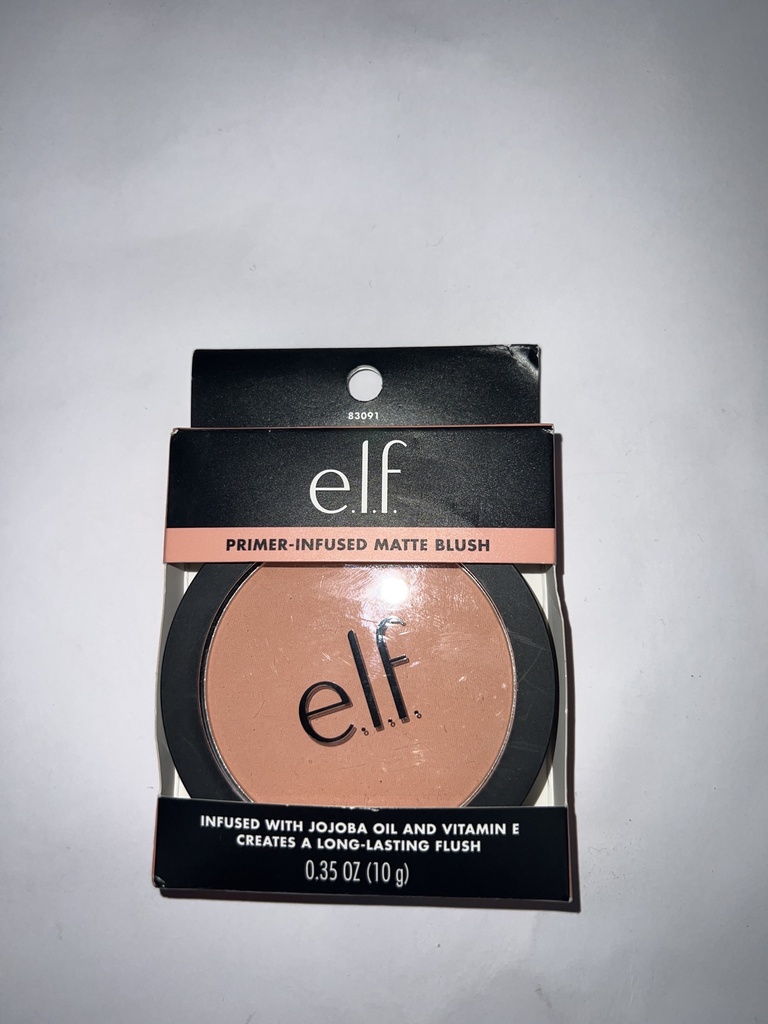 83091
e.l.f.
PRIMER-INFUSED MATTE BLUSH
e.l.f.
INFUSED WITH JOJOBA OIL AND VITAMIN E
CREATES A LONG-LASTING FLUSH
0.35 OZ (10 g)